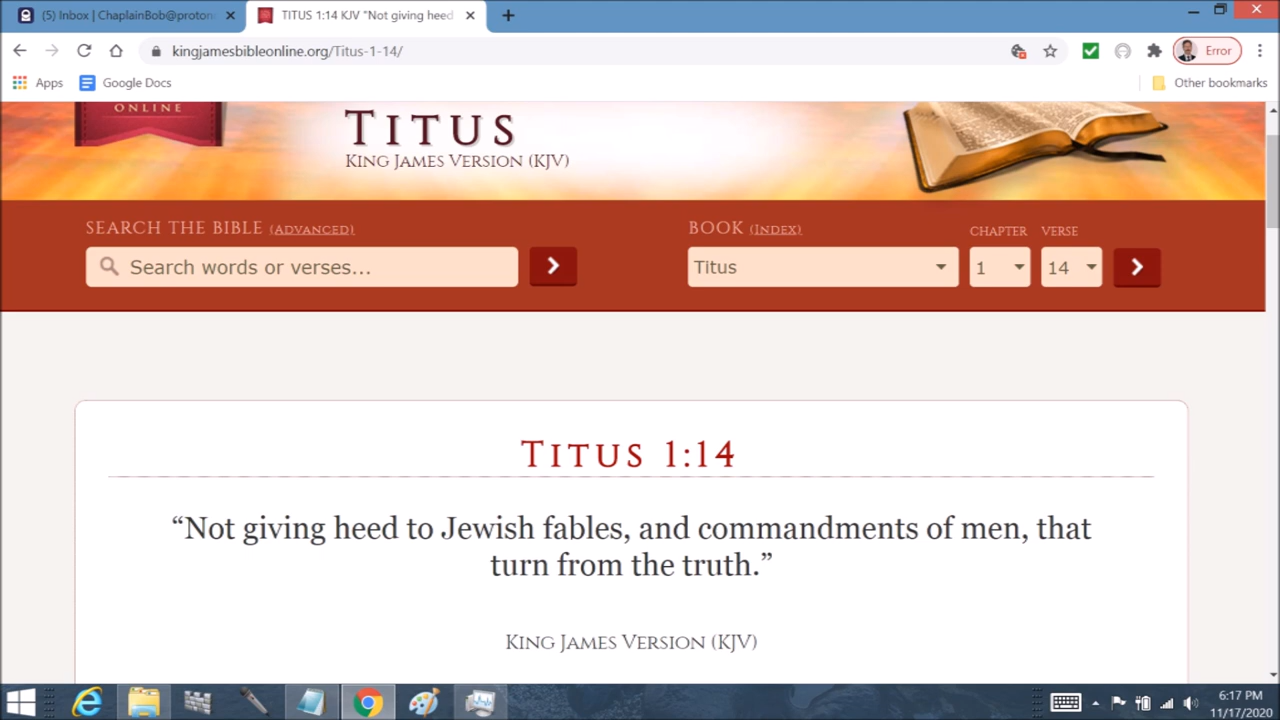 (5) Inbox | ChaplainBob@proton
TITUS 1:14 KJV "Not giving heed
kingjamesbibleonline.org/Titus-1-14/
Error
Apps
Google Docs
Other bookmarks
ONLINE
TITUS
KING JAMES VERSION (KJV)
SEARCH THE BIBLE (ADVANCED)
BOOK (INDEX)
CHAPTER
VERSE
Search words or verses...
Titus
1
14
TITUS 1:14
“Not giving heed to Jewish fables, and commandments of men, that
turn from the truth.”
KING JAMES VERSION (KJV)
6:17 PM
11/17/2020